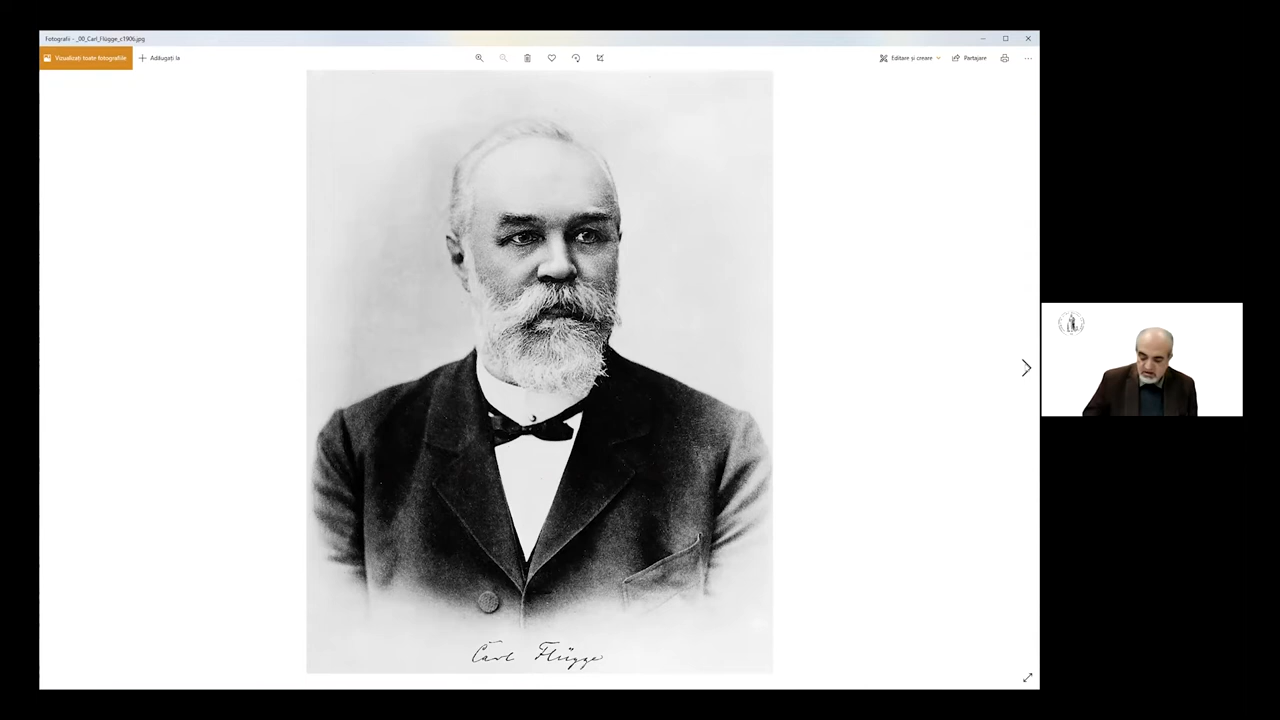 Fotografii - _00_Carl_Flügge_c1906.jpg
Vizualizați toate fotografiile
Adăugați la
Editare și creare
Partajare
Carl Flügge